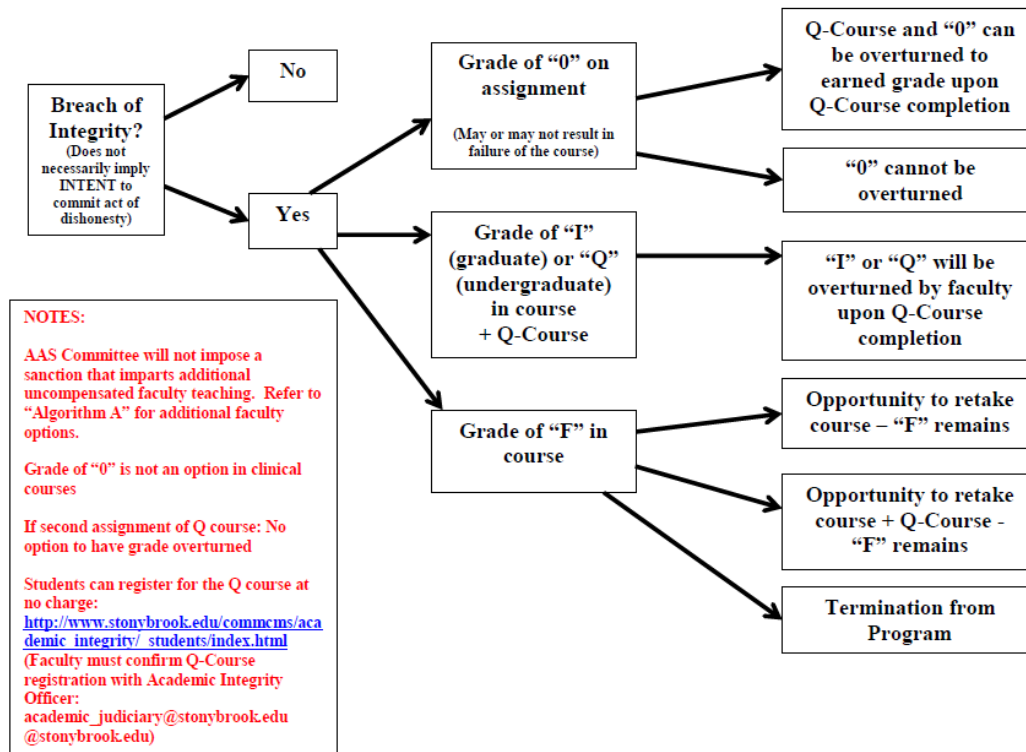 Breach of
Integrity?
(Does not
necessarily imply
INTENT to
commit act of
dishonesty)
No
Yes
Grade of “0” on
assignment
(May or may not result in
failure of the course)
Grade of “I”
(graduate) or “Q”
(undergraduate)
in course
+ Q-Course
Grade of “F” in
course
Q-Course and “0” can
be overturned to
earned grade upon
Q-Course completion
“0” cannot be
overturned
“I” or “Q” will be
overturned by faculty
upon Q-Course
completion
Opportunity to retake
course – “F” remains
Opportunity to retake
course + Q-Course -
“F” remains
Termination from
Program
NOTES:
AAS Committee will not impose a
sanction that imparts additional
uncompensated faculty teaching. Refer to
“Algorithm A” for additional faculty
options.
Grade of “0” is not an option in clinical
courses
If second assignment of Q course: No
option to have grade overturned
Students can register for the Q course at
no charge:
http://www.stonybrook.edu/commcms/aca
demic_integrity/_students/index.html
(Faculty must confirm Q-Course
registration with Academic Integrity
Officer:
academic_judiciary@stonybrook.edu
@stonybrook.edu)